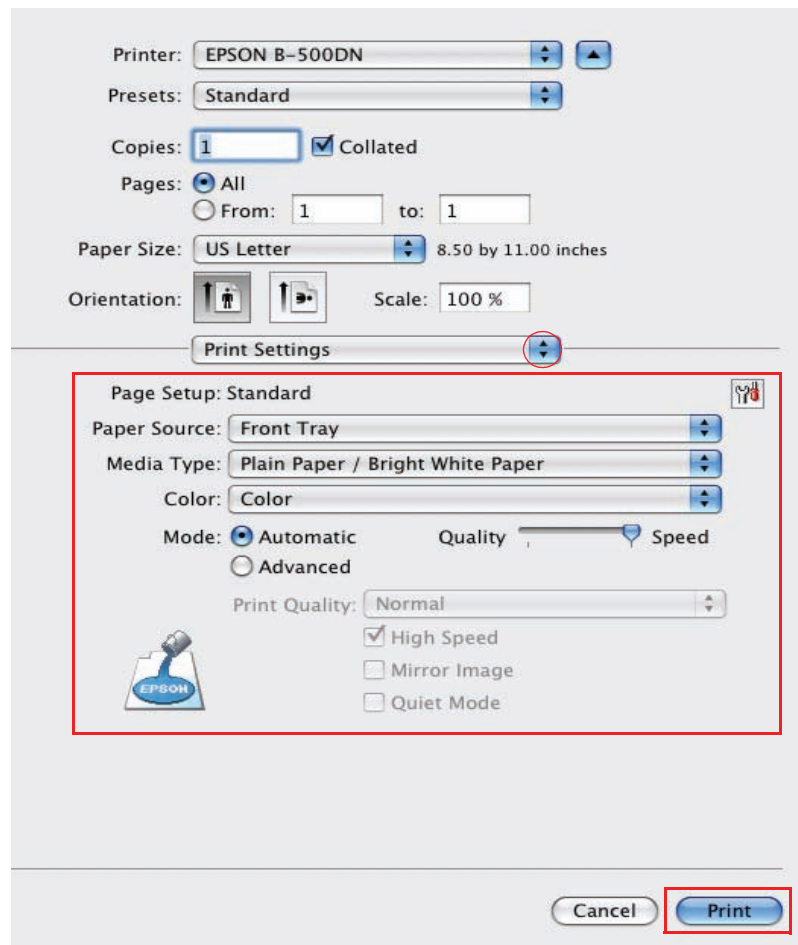 Printer: EPSON B-500DN
Presets: Standard
Copies: 1 Collated
Pages: All
From: 1 to: 1
Paper Size: US Letter 8.50 by 11.00 inches
Orientation: Scale: 100 %
Print Settings
Page Setup: Standard
Paper Source: Front Tray
Media Type: Plain Paper / Bright White Paper
Color: Color
Mode: Automatic Quality Speed
Advanced
Print Quality: Normal
High Speed
Mirror Image
Quiet Mode
EPSON
Cancel Print